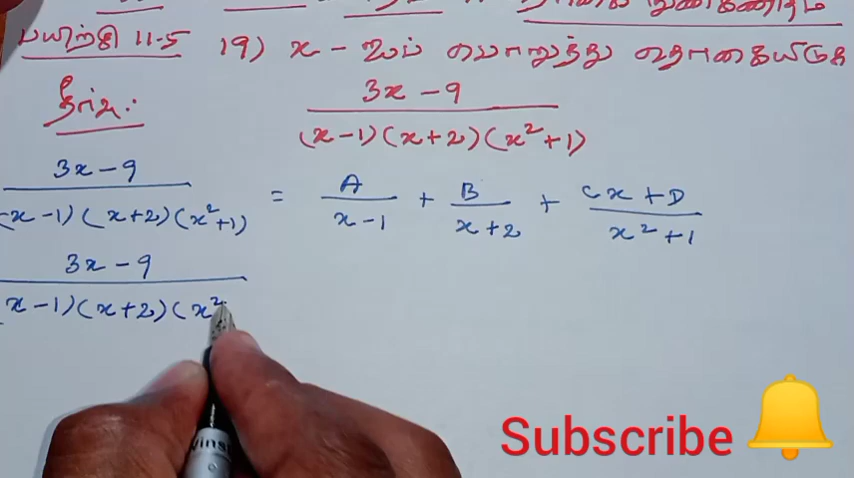 பயிற்சி 11.5 19) x - ஐப் பொறுத்து தொகையிடுக
தீர்வு:
3x - 9
(x-1)(x+2)(x²+1)
3x - 9 / (x-1)(x+2)(x²+1) = A / x-1 + B / x+2 + Cx+D / x²+1
3x - 9
x-1)(x+2)(x²
Subscribe